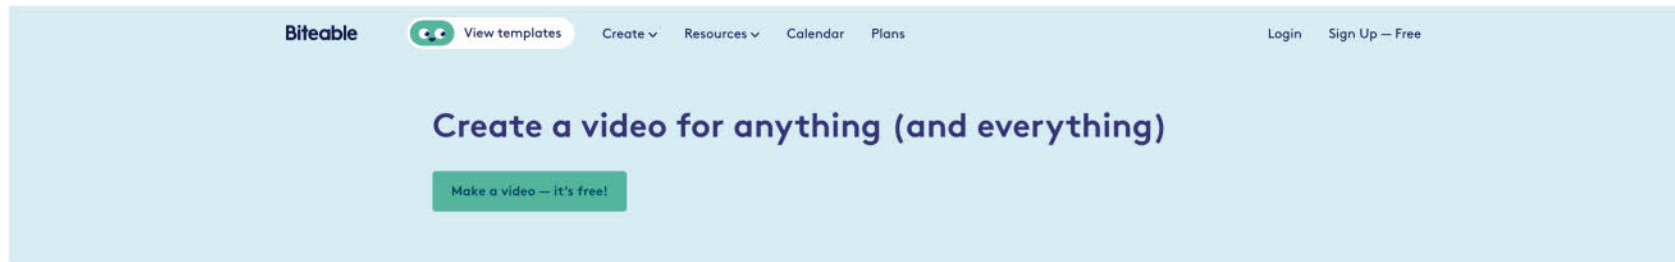 Biteable View templates Create Resources Calendar Plans Login Sign Up — Free
Create a video for anything (and everything)
Make a video — it's free!